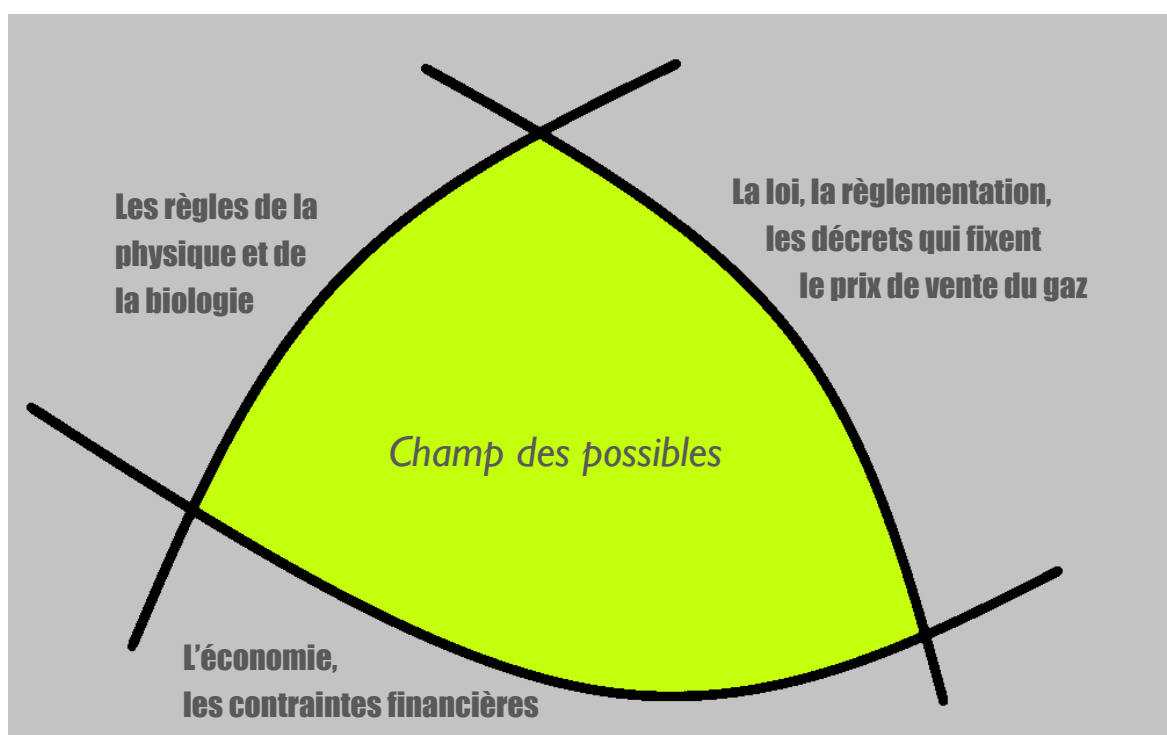 Les règles de la
physique et de
la biologie
La loi, la règlementation,
les décrets qui fixent
le prix de vente du gaz
Champ des possibles
L'économie,
les contraintes financières